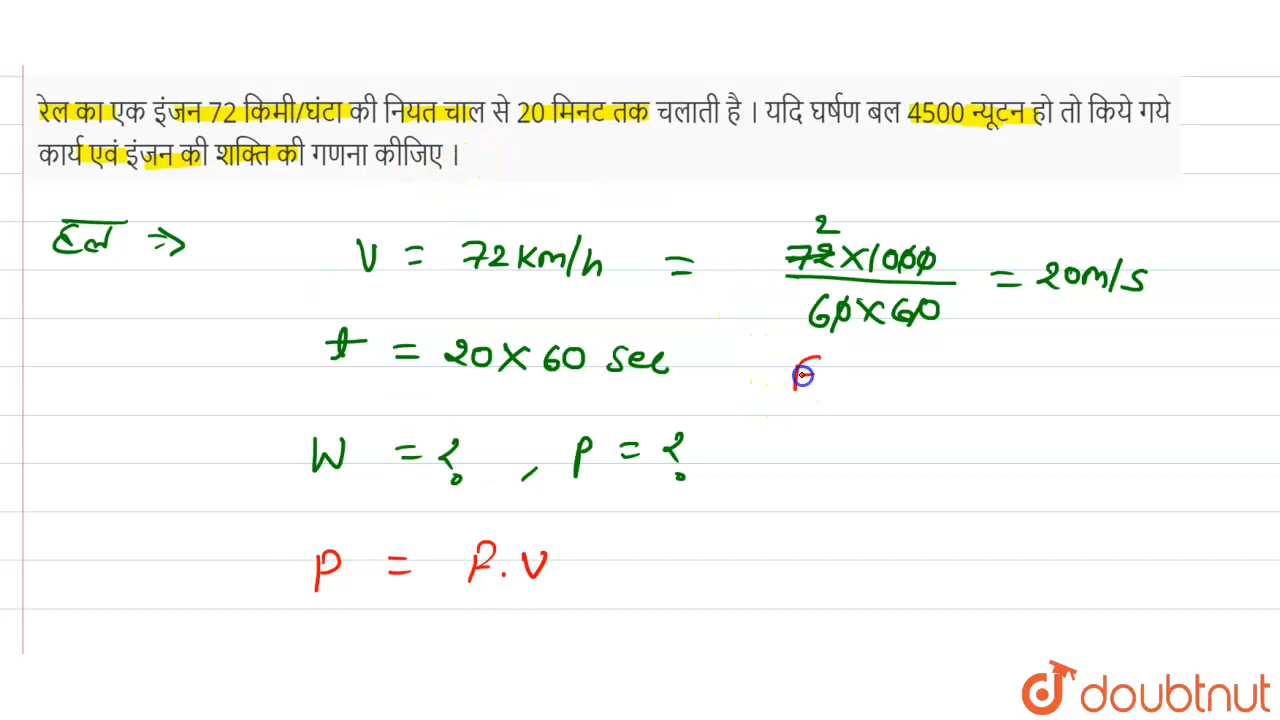 रेल का एक इंजन 72 किमी/घंटा की नियत चाल से 20 मिनट तक चलाती है । यदि घर्षण बल 4500 न्यूटन हो तो किये गये
कार्य एवं इंजन की शक्ति की गणना कीजिए ।
हल ⇒ v = 72 km/h = 2 72×1000 / 60×60 = 20 m/s
t = 20 × 60 sec
F
W = ? , P = ?
P = F. v
doubtnut